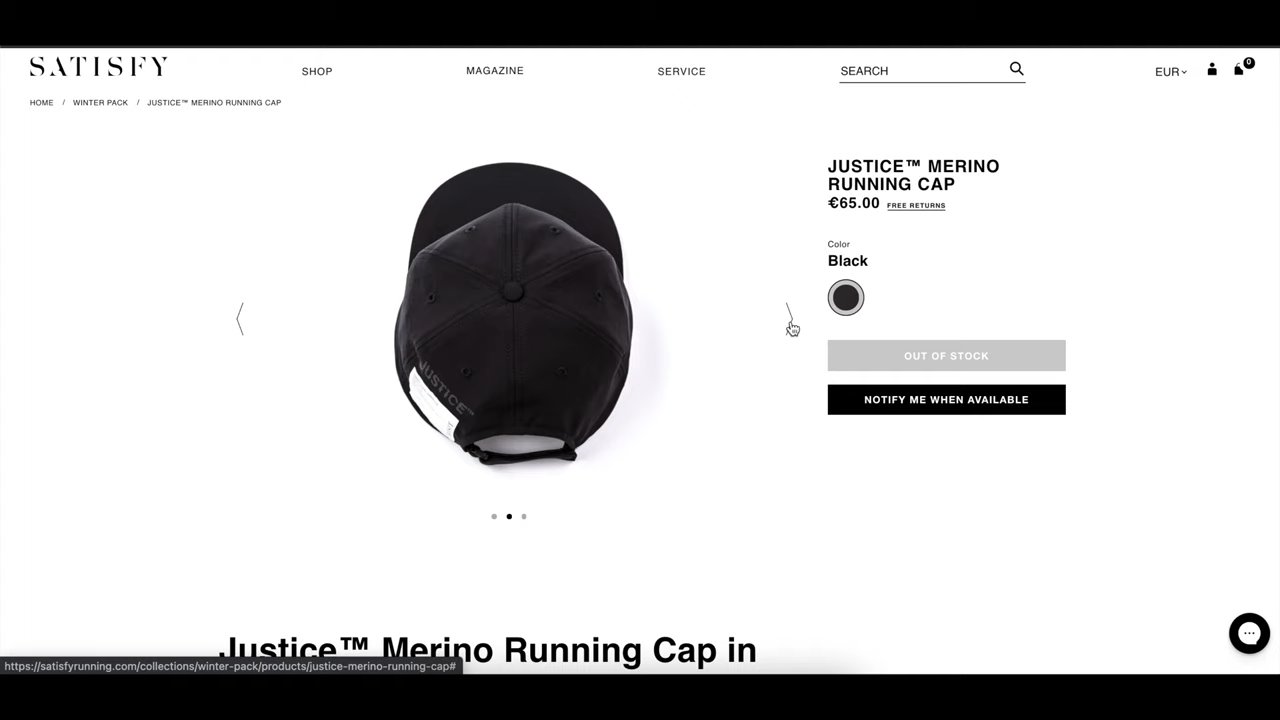 SATISFY
SHOP
MAGAZINE
SERVICE
SEARCH
EUR
0
HOME / WINTER PACK / JUSTICE™ MERINO RUNNING CAP
JUSTICE™ MERINO
RUNNING CAP
€65.00 FREE RETURNS
Color
Black
JUSTICE™
OUT OF STOCK
NOTIFY ME WHEN AVAILABLE
Justice™ Merino Running Cap in
https://satisfyrunning.com/collections/winter-pack/products/justice-merino-running-cap#